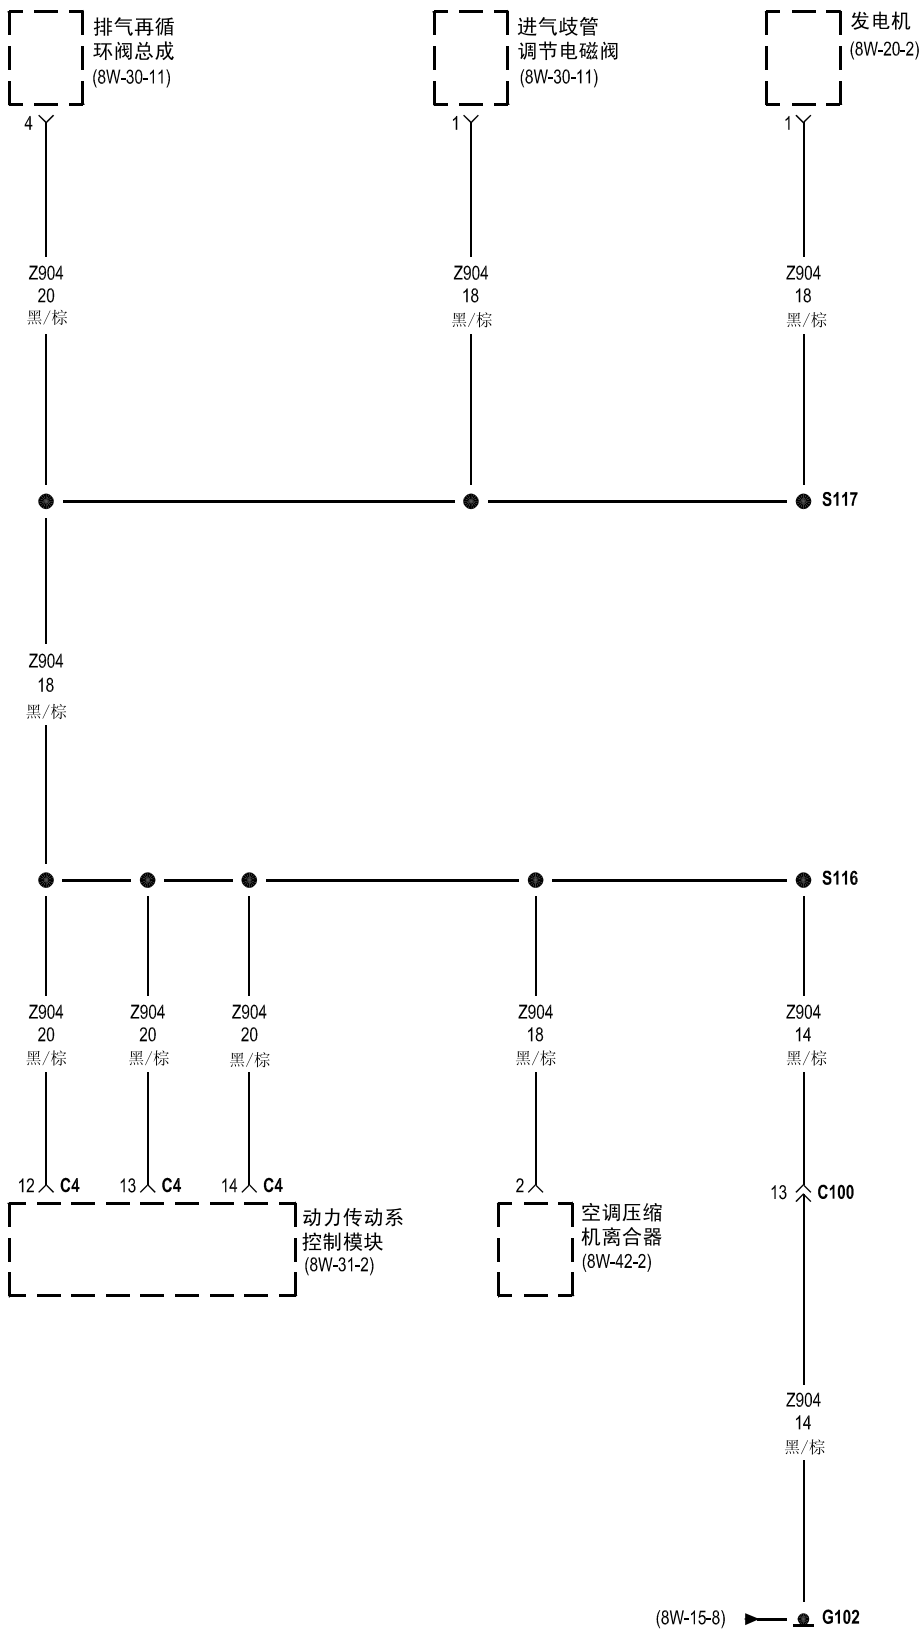 排气再循
环阀总成
(8W-30-11)
进气歧管
调节电磁阀
(8W-30-11)
发电机
(8W-20-2)
4
1
1
Z904
20
黑/棕
Z904
18
黑/棕
Z904
18
黑/棕
S117
Z904
18
黑/棕
S116
Z904
20
黑/棕
Z904
20
黑/棕
Z904
20
黑/棕
Z904
18
黑/棕
Z904
14
黑/棕
12 C4
13 C4
14 C4
2
13 C100
动力传动系
控制模块
(8W-31-2)
空调压缩
机离合器
(8W-42-2)
Z904
14
黑/棕
(8W-15-8)
G102